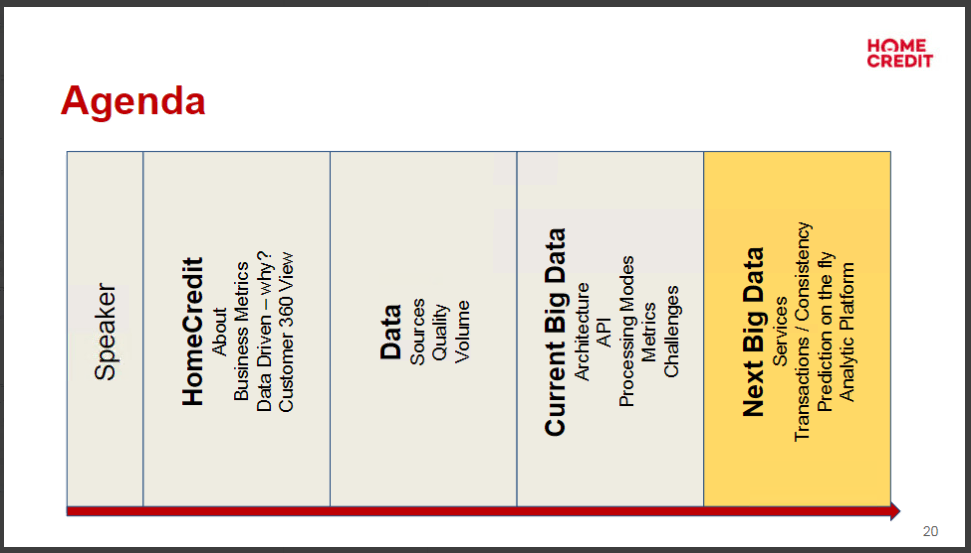 HOME
CREDIT
Agenda
Speaker
HomeCredit
About
Business Metrics
Data Driven – why?
Customer 360 View
Data
Sources
Quality
Volume
Current Big Data
Architecture
API
Processing Modes
Metrics
Challenges
Next Big Data
Services
Transactions / Consistency
Prediction on the fly
Analytic Platform
20